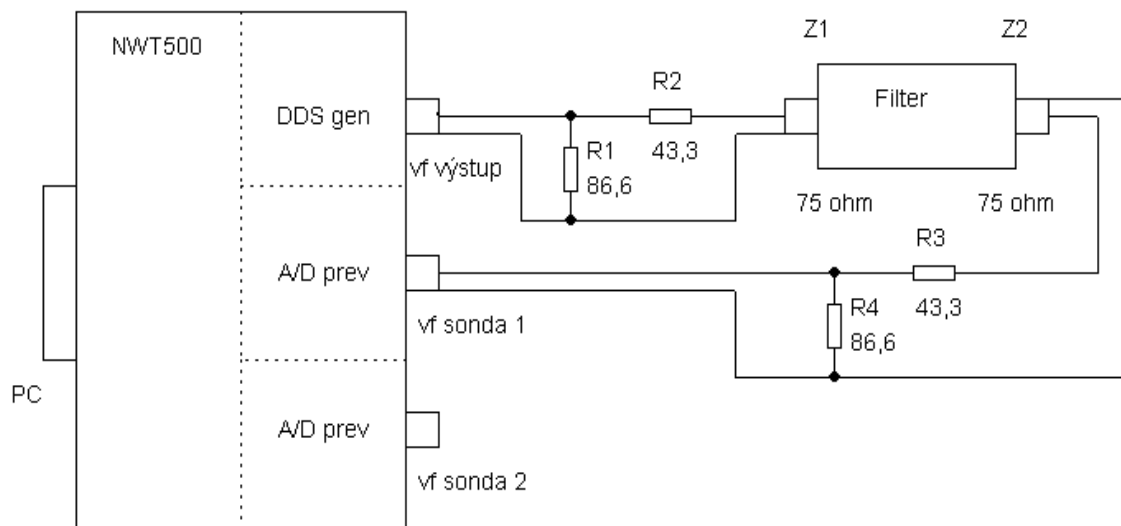 NWT500
DDS gen
vf výstup
R1
86,6
R2
43,3
Z1
Z2
Filter
75 ohm
75 ohm
A/D prev
vf sonda 1
R3
43,3
R4
86,6
PC
A/D prev
vf sonda 2